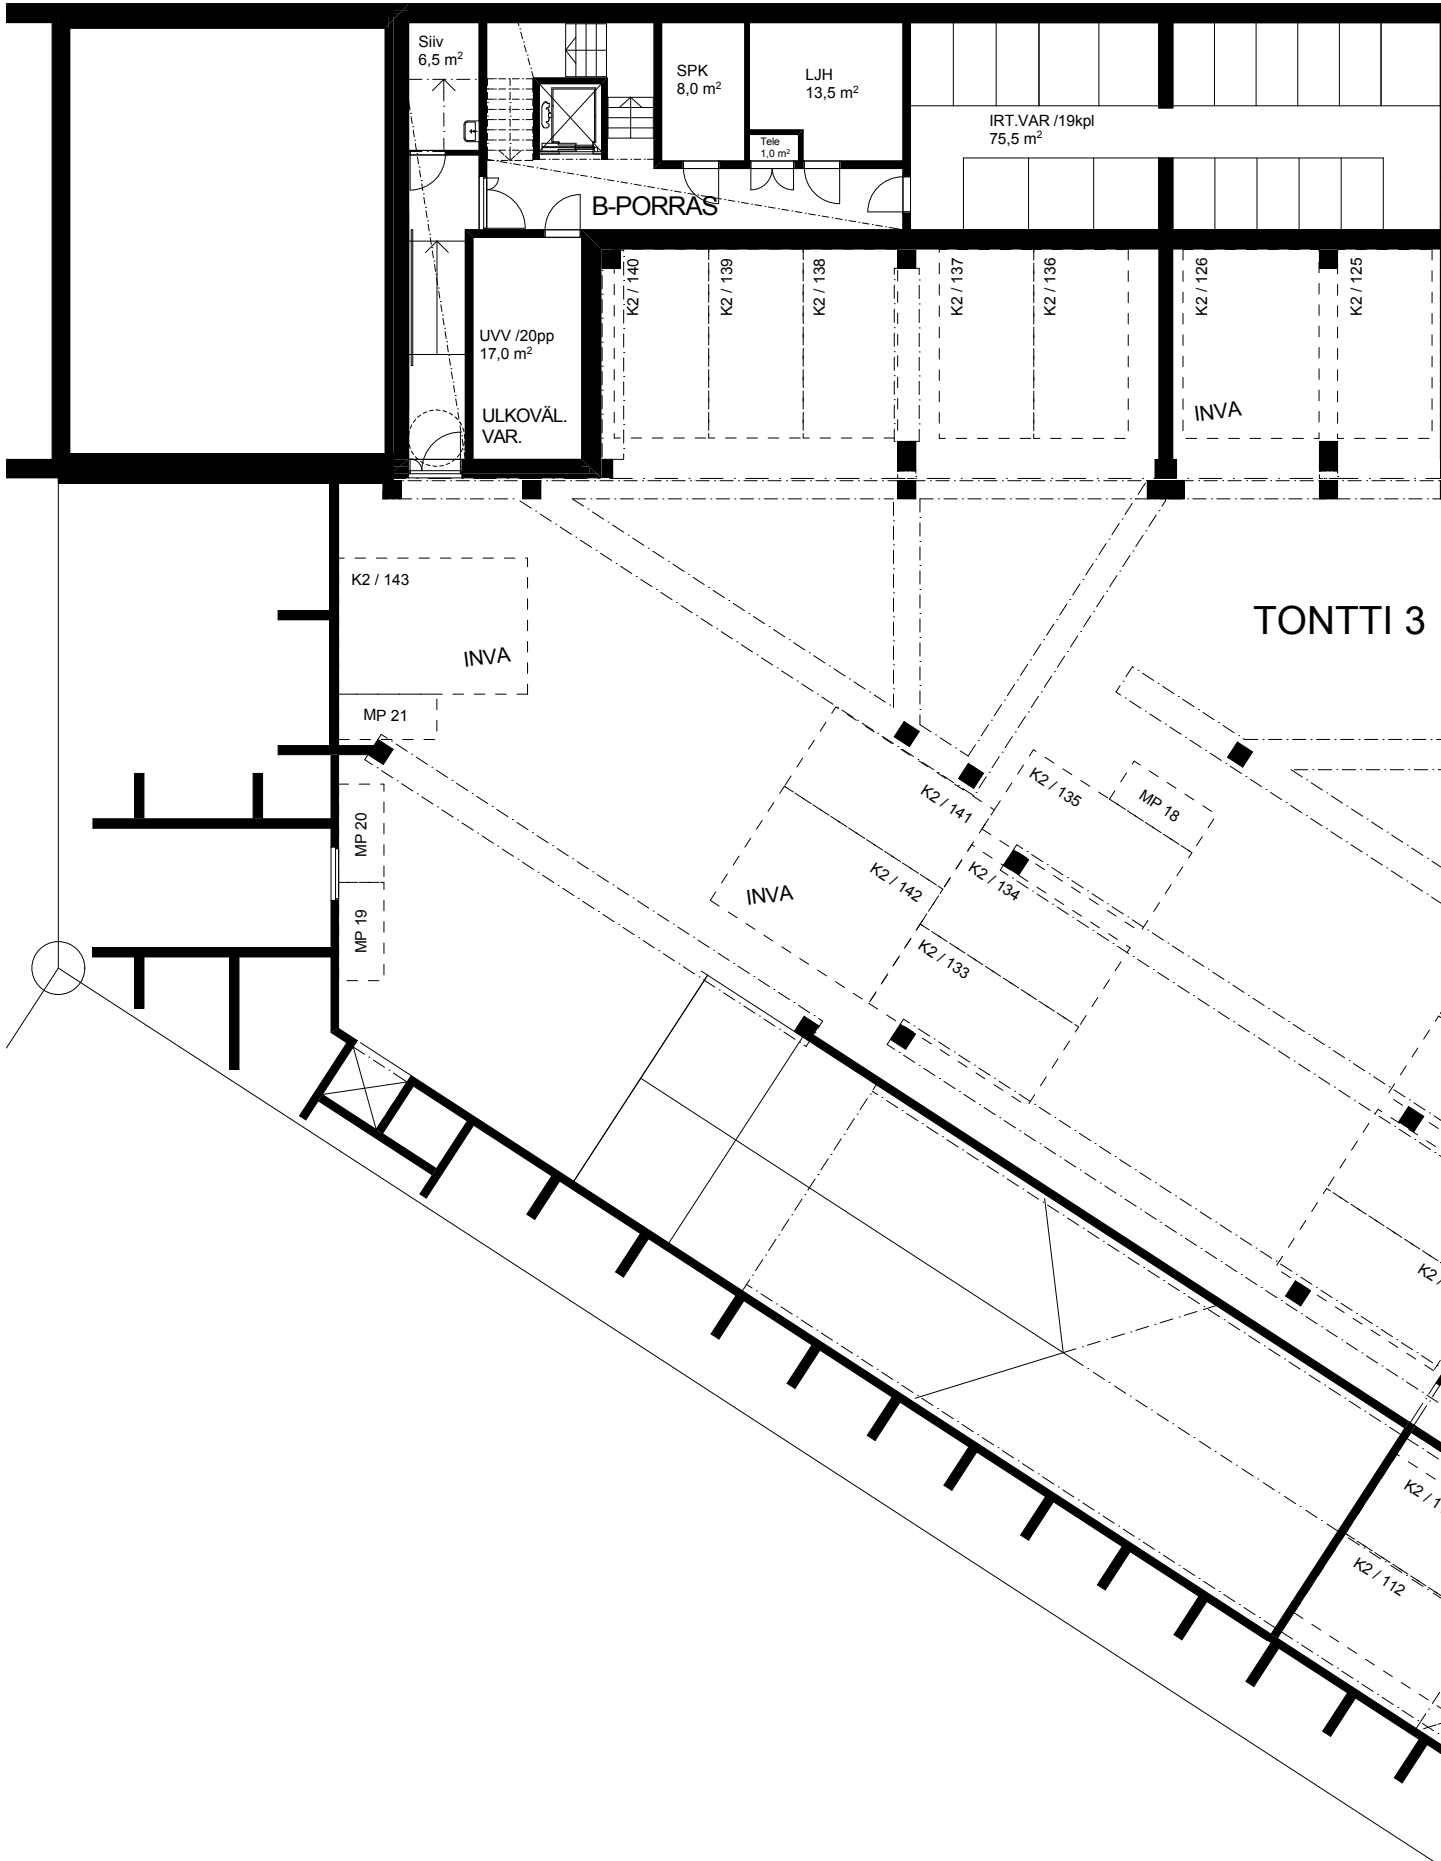 Siiv
6,5 m²
SPK
8,0 m²
LJH
13,5 m²
Tele
1,0 m²
IRT.VAR /19kpl
75,5 m²
B-PORRAS
K2 / 140
K2 / 139
K2 / 138
K2 / 137
K2 / 136
K2 / 126
K2 / 125
UVV /20pp
17,0 m²
ULKOVÄL.
VAR.
INVA
K2 / 143
INVA
TONTTI 3
MP 21
MP 20
MP 19
K2 / 141
K2 / 135
MP 18
K2 / 142
K2 / 134
INVA
K2 / 133
K2 /
K2 / 1
K2 / 112